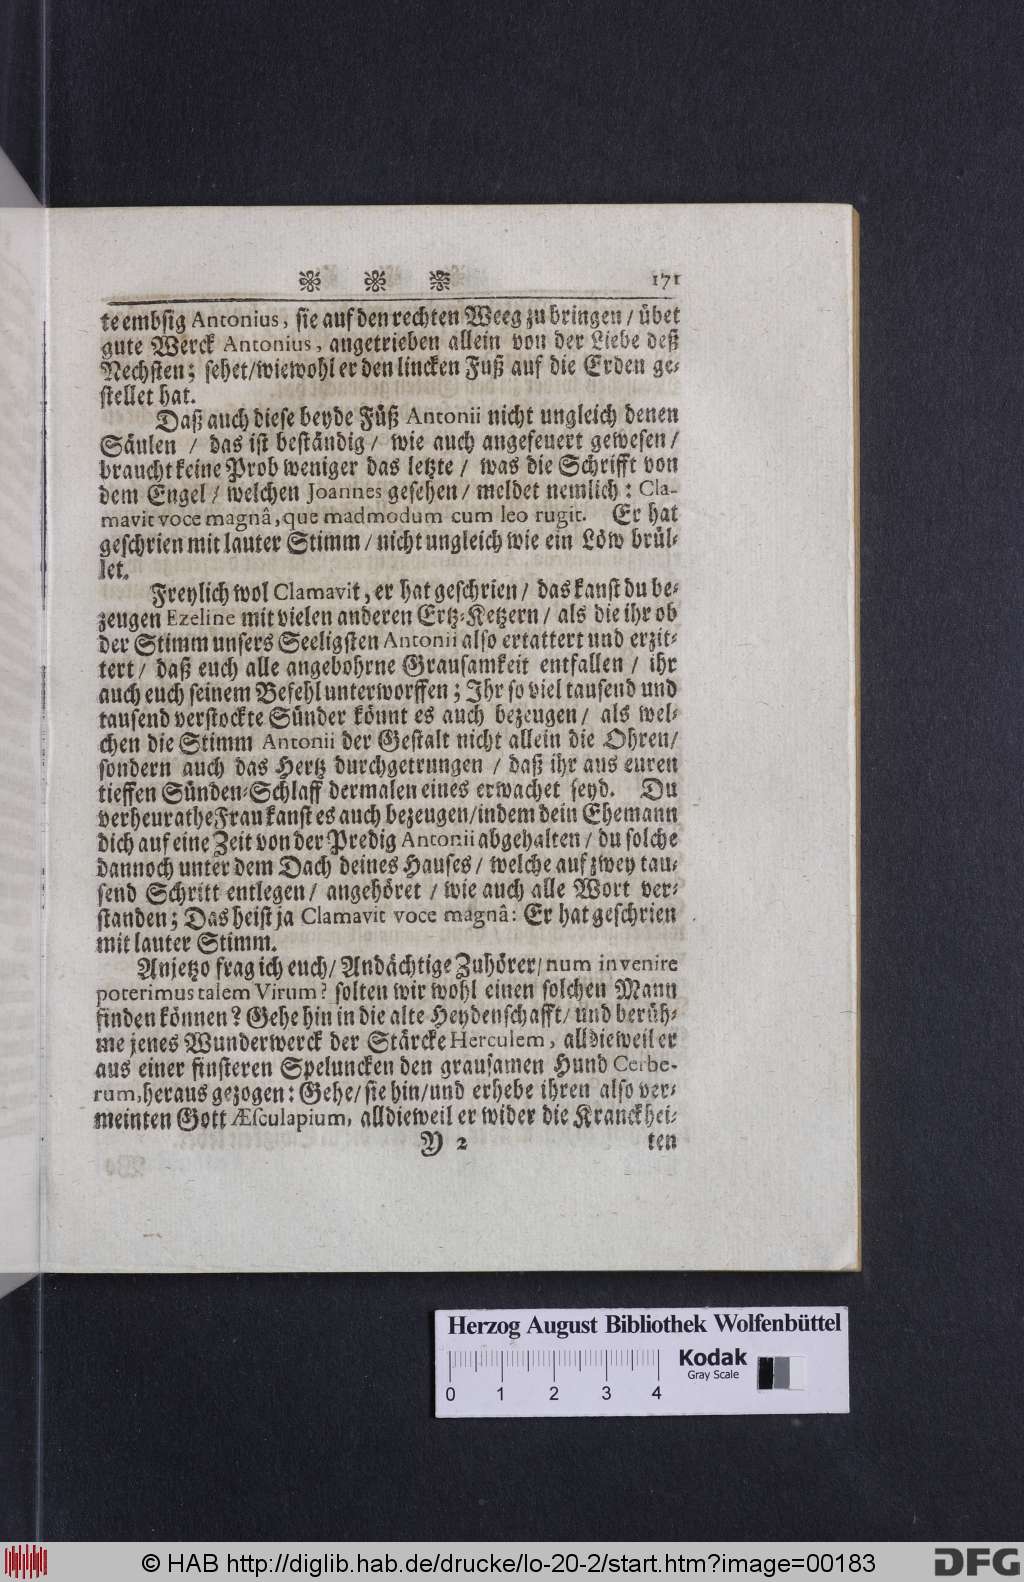 171
te embsig Antonius, sie auf den rechten Weeg zu bringen / übet
gute Werck Antonius, angetrieben allein von der Liebe deß
Nechsten; sehet / wiewohl er den lincken Fuß auf die Erden ge-
stellet hat.
Daß auch diese beyde Füß Antonii nicht ungleich denen
Säulen / das ist beständig / wie auch angefeuert gewesen /
braucht keine Prob weniger das letzte / was die Schrifft von
dem Engel / welchen Joannes gesehen / meldet nemlich: Cla-
mavit voce magnâ, que madmodum cum leo rugit. Er hat
geschrien mit lauter Stimm / nicht ungleich wie ein Löw brül-
let.
Freylich wol Clamavit, er hat geschrien / das kanst du be-
zeugen Ezeline mit vielen anderen Ertz-Ketzern / als die ihr ob
der Stimm unsers Seeligsten Antonii also ertattert und erzit-
tert / daß euch alle angebohrne Grausamkeit entfallen / ihr
auch euch seinem Befehl unterworffen; Ihr so viel tausend und
tausend verstockte Sünder könnt es auch bezeugen / als wel-
chen die Stimm Antonii der Gestalt nicht allein die Ohren /
sondern auch das Hertz durchgetrungen / daß ihr aus euren
tieffen Sünden-Schlaff dermalen eines erwachet seyd. Du
verheurathe Frau kanst es auch bezeugen / indem dein Ehemann
dich auf eine Zeit von der Predig Antonii abgehalten / du solche
dannoch unter dem Dach deines Hauses / welche auf zwey tau-
send Schritt entlegen / angehöret / wie auch alle Wort ver-
standen; Das heist ja Clamavit voce magnâ: Er hat geschrien
mit lauter Stimm.
Anjetzo frag ich euch / Andächtige Zuhörer / num invenire
poterimus talem Virum? solten wir wohl einen solchen Mann
finden können? Gehe hin in die alte Heydenschafft / und berüh-
me jenes Wunderwerck der Stärcke Herculem, alldieweil er
aus einer finsteren Speluncken den grausamen Hund Cerbe-
rum, heraus gezogen: Gehe / sie hin / und erhebe ihren also ver-
meinten Gott Æsculapium, alldieweil er wider die Kranckhei-
Y 2 ten
Herzog August Bibliothek Wolfenbüttel
Kodak
Gray Scale
0 1 2 3 4
© HAB http://diglib.hab.de/drucke/lo-20-2/start.htm?image=00183
DFG